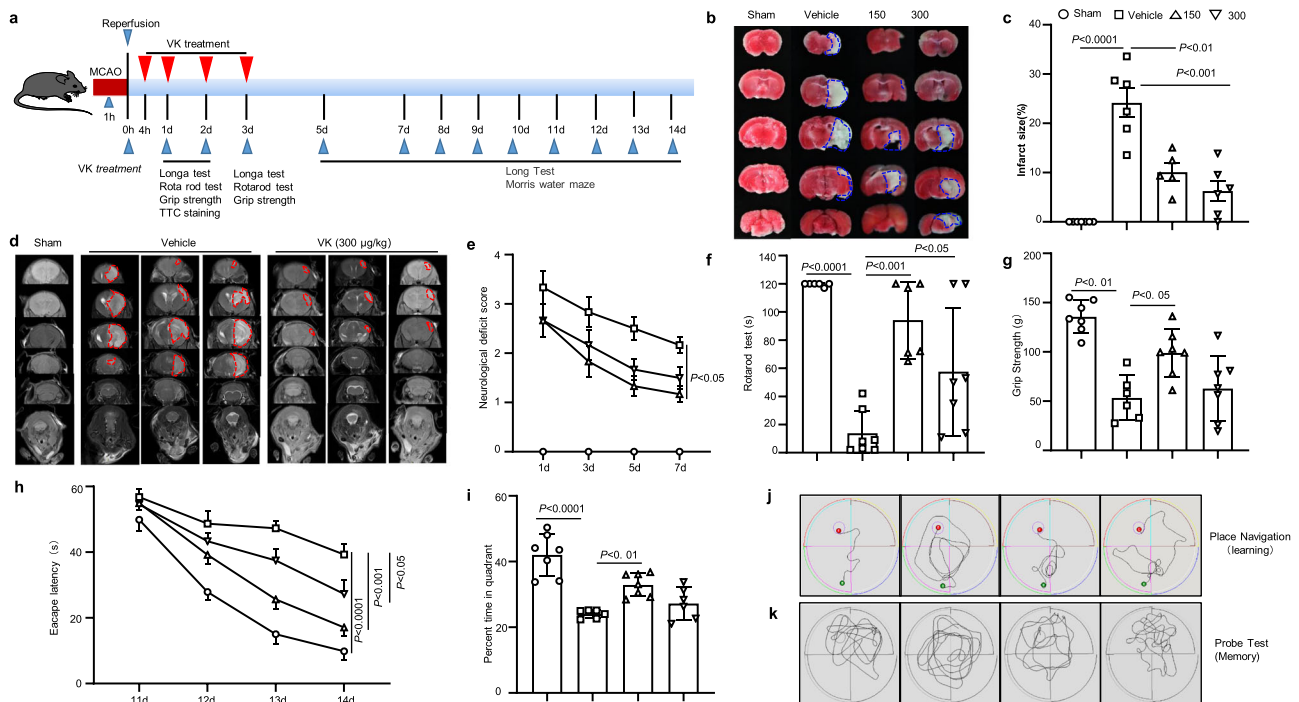 a
Reperfusion
VK treatment
MCAO
1h
0h 4h 1d 2d 3d 5d 7d 8d 9d 10d 11d 12d 13d 14d
VK treatment
Longa test
Rota rod test
Grip strength
TTC staining
Longa test
Rotarod test
Grip strength
Long Test
Morris water maze
b
Sham Vehicle 150 300
c
Sham Vehicle 150 300
P<0.0001 P<0.01
P<0.001
Infarct size(%)
40
30
20
10
0
d
Sham Vehicle VK (300 µg/kg)
e
Neurological deficit score
4
3
2
1
0
P<0.05
1d 3d 5d 7d
f
P<0.05
P<0.0001 P<0.001
Rotarod test (s)
140
120
100
80
60
40
20
0
g
P<0. 01
P<0. 05
Grip Strength (g)
200
150
100
50
0
h
Eacape latency (s)
60
40
20
0
P<0.0001
P<0.001
P<0.05
11d 12d 13d 14d
i
P<0.0001
P<0. 01
Percent time in quadrant
60
40
20
0
j
Place Navigation
(learning)
k
Probe Test
(Memory)